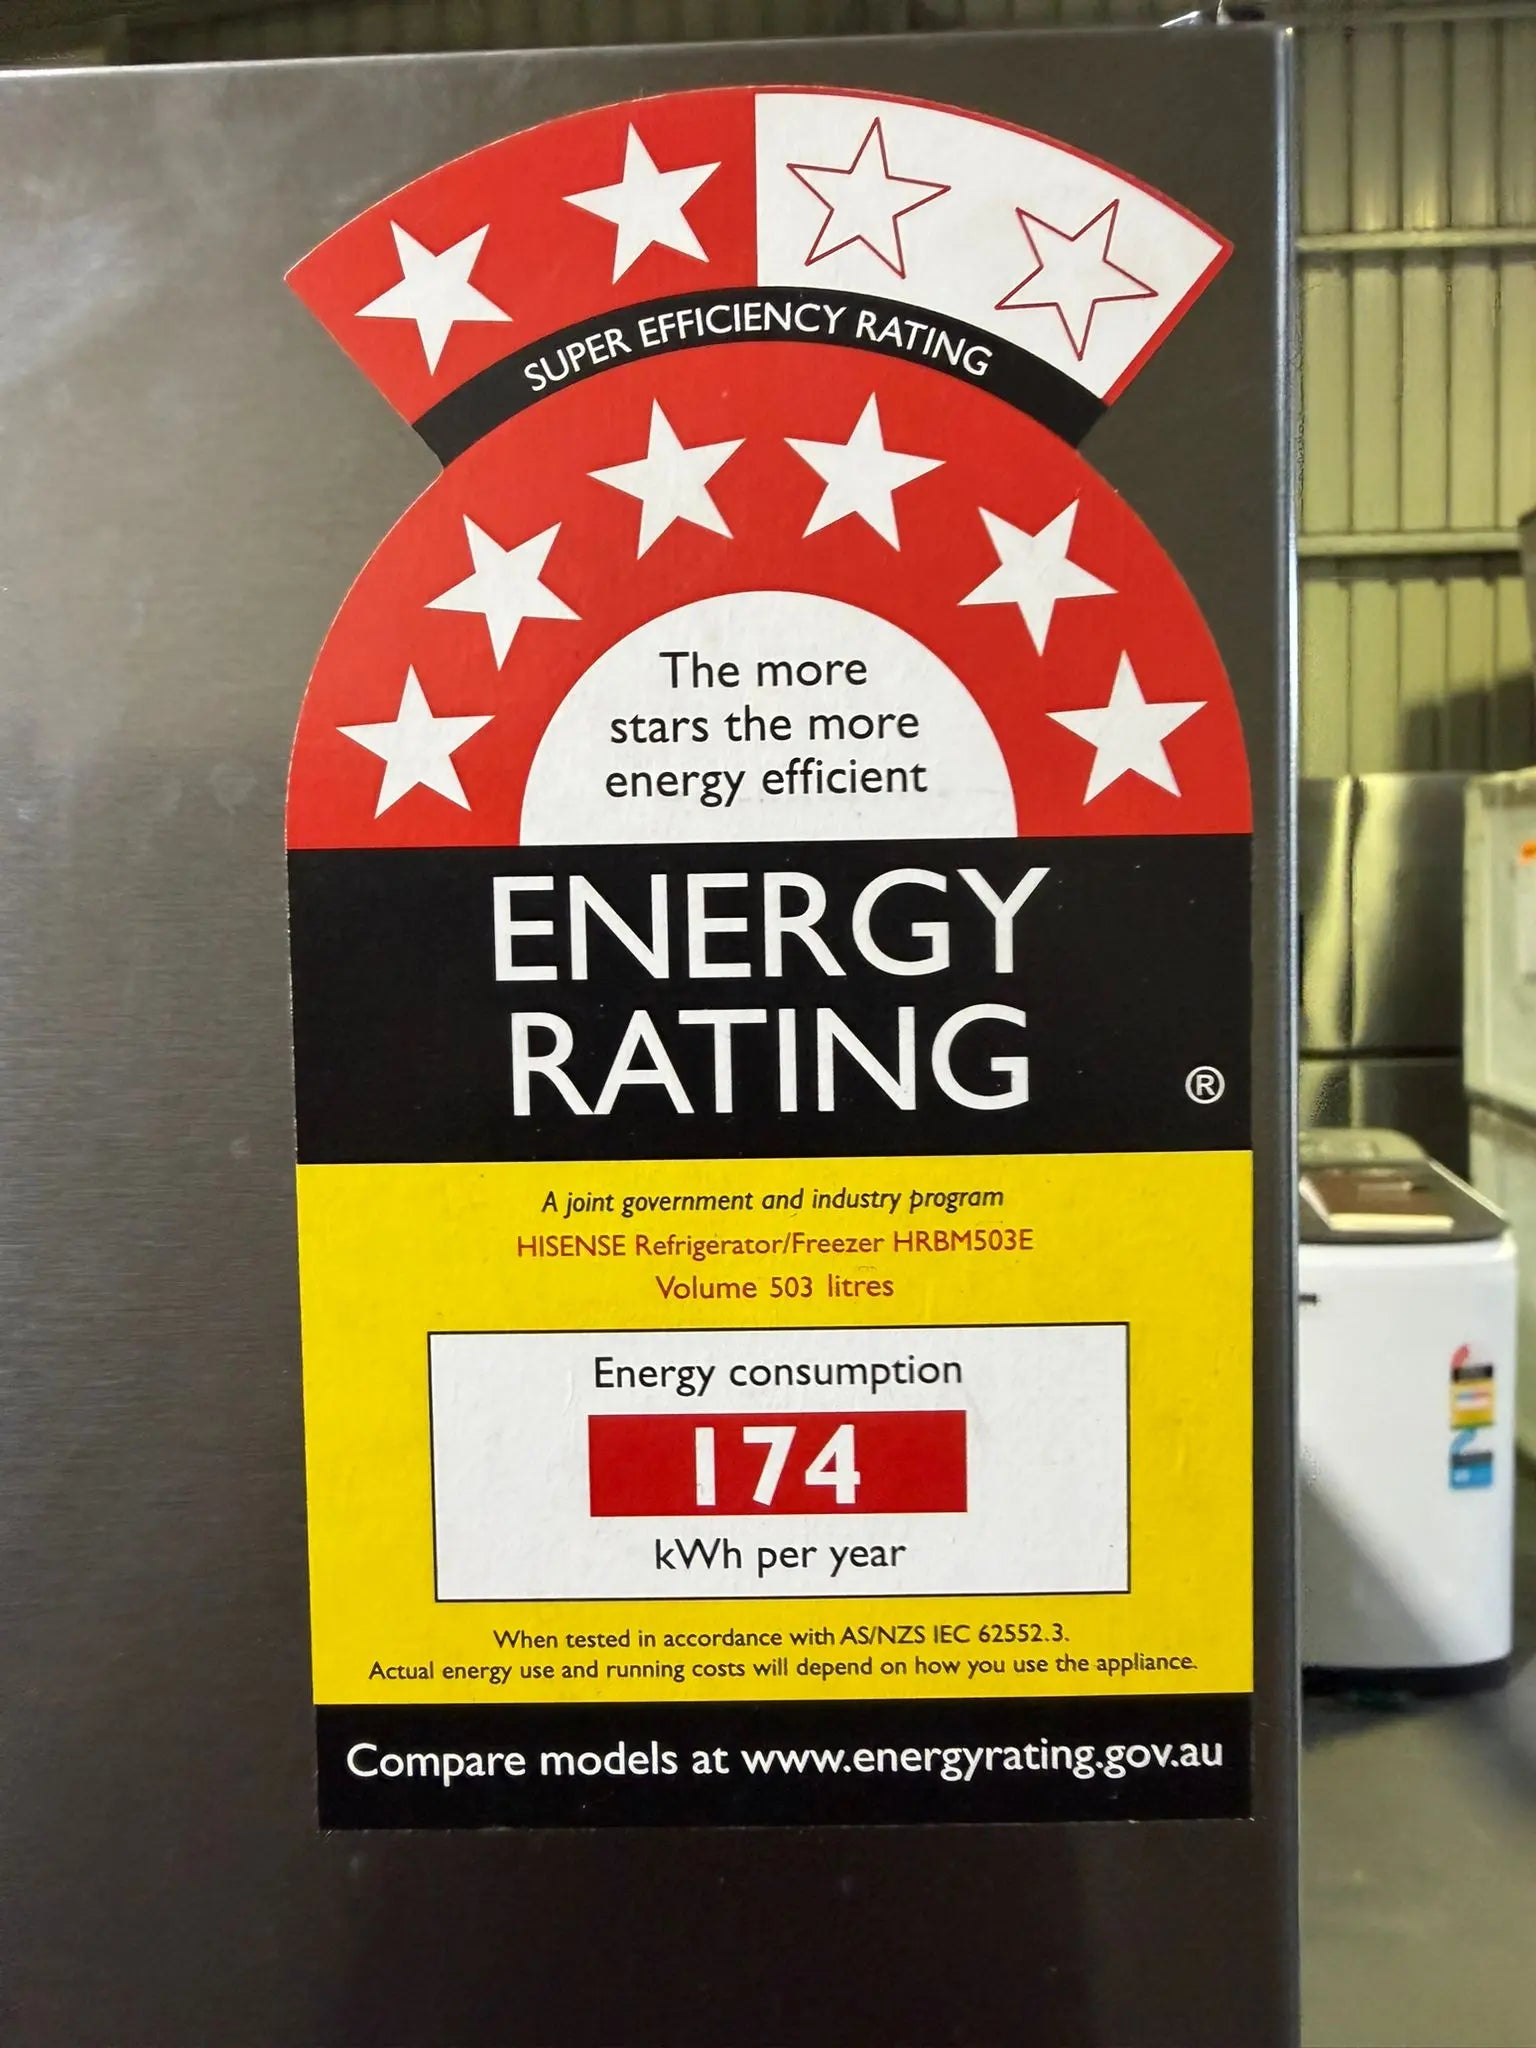 SUPER EFFICIENCY RATING
The more
stars the more
energy efficient
ENERGY
RATING
®
A joint government and industry program
HISENSE Refrigerator/Freezer HRBM503E
Volume 503 litres
Energy consumption
174
kWh per year
When tested in accordance with AS/NZS IEC 62552.3.
Actual energy use and running costs will depend on how you use the appliance.
Compare models at www.energyrating.gov.au